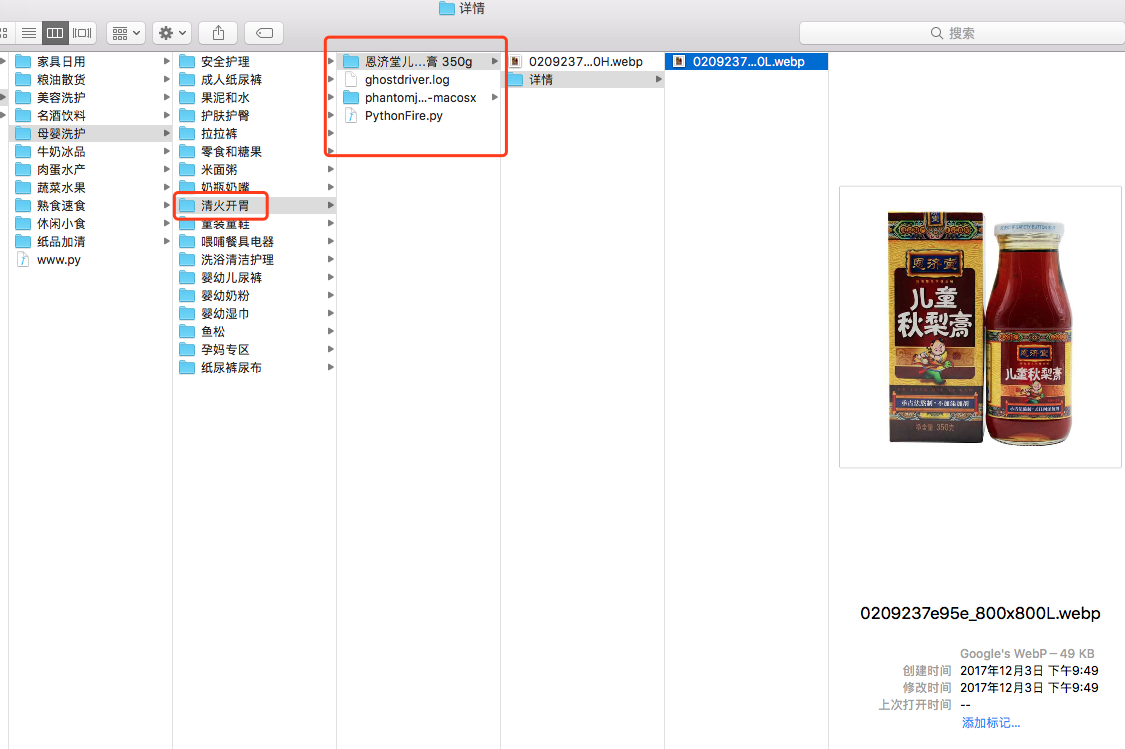 详情
搜索
家具日用
粮油散货
美容洗护
名酒饮料
母婴洗护
牛奶冰品
肉蛋水产
蔬菜水果
熟食速食
休闲小食
纸品加清
www.py
安全护理
成人纸尿裤
果泥和水
护肤护臀
拉拉裤
零食和糖果
米面粥
奶瓶奶嘴
清火开胃
童装童鞋
喂哺餐具电器
洗浴清洁护理
婴幼儿尿裤
婴幼奶粉
婴幼湿巾
鱼松
孕妈专区
纸尿裤尿布
恩济堂儿...膏 350g
ghostdriver.log
phantomj...-macosx
PythonFire.py
0209237...0H.webp
详情
0209237...0L.webp
恩济堂
儿童
秋梨膏
承古法熬制·不加添加剂
净含量 350克
恩济堂
儿童秋梨膏
0209237e95e_800x800L.webp
Google's WebP – 49 KB
创建时间 2017年12月3日 下午9:49
修改时间 2017年12月3日 下午9:49
上次打开时间 --
添加标记...